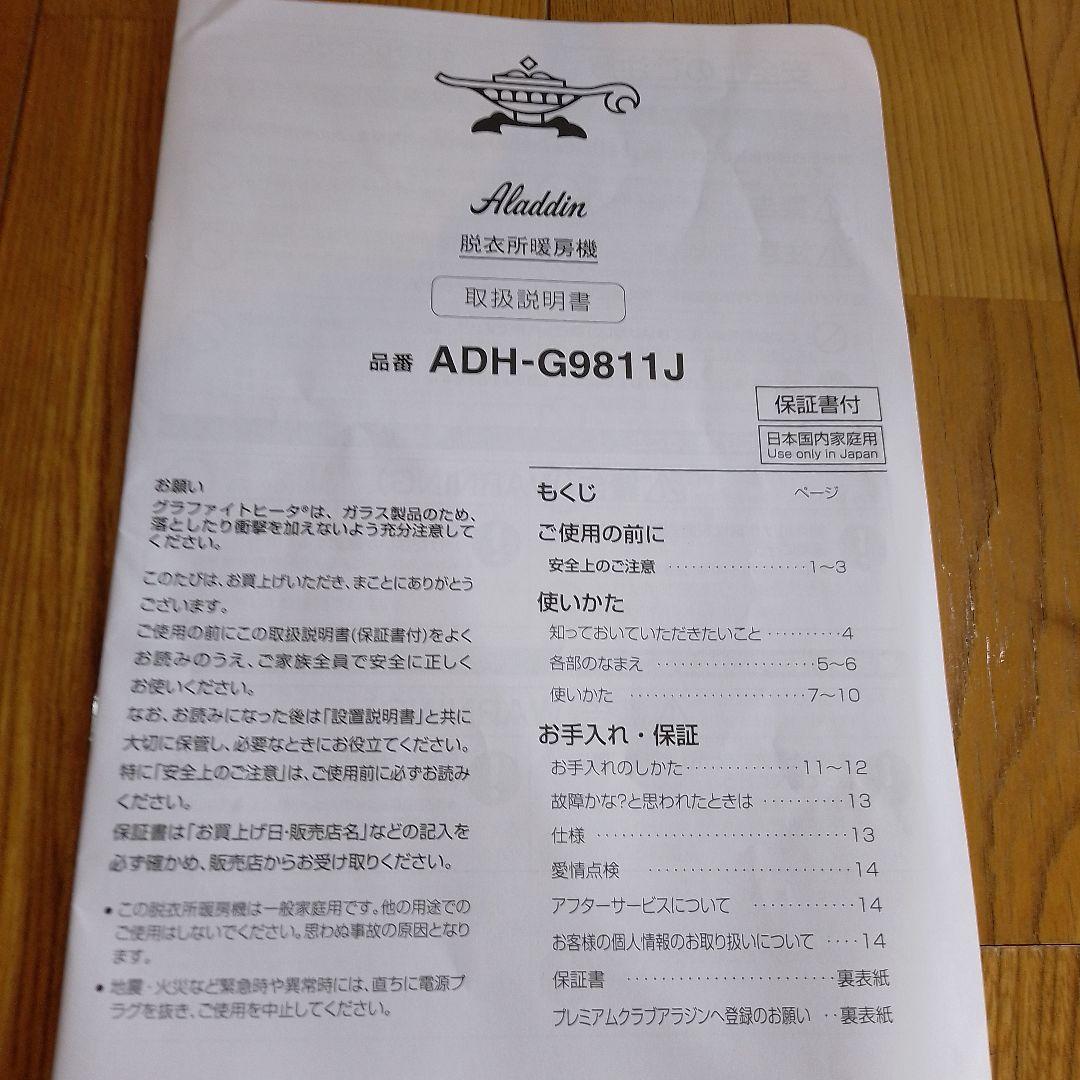 Aladdin
脱衣所暖房機
取扱説明書
品番 ADH-G9811J
保証書付
日本国内家庭用
Use only in Japan
お願い
グラファイトヒータ®は、ガラス製品のため、
落としたり衝撃を加えないよう充分注意して
ください。
このたびは、お買上げいただき、まことにありがとう
ございます。
ご使用の前にこの取扱説明書(保証書付)をよく
お読みのうえ、ご家族全員で安全に正しく
お使いください。
なお、お読みになった後は「設置説明書」と共に
大切に保管し、必要なときにお役立てください。
特に「安全上のご注意」は、ご使用前に必ずお読み
ください。
保証書は「お買上げ日・販売店名」などの記入を
必ず確かめ、販売店からお受け取りください。
• この脱衣所暖房機は一般家庭用です。他の用途での
ご使用はしないでください。思わぬ事故の原因となり
ます。
• 地震・火災など緊急時や異常時には、直ちに電源プ
ラグを抜き、ご使用を中止してください。
もくじ ページ
ご使用の前に
安全上のご注意 ·················· 1〜3
使いかた
知っておいていただきたいこと ·········· 4
各部のなまえ ···················· 5〜6
使いかた ······················ 7〜10
お手入れ・保証
お手入れのしかた ·············· 11〜12
故障かな?と思われたときは ·········· 13
仕様 ······························ 13
愛情点検 ························ 14
アフターサービスについて ············ 14
お客様の個人情報のお取り扱いについて ···· 14
保証書 ························ 裏表紙
プレミアムクラブアラジンへ登録のお願い ·· 裏表紙